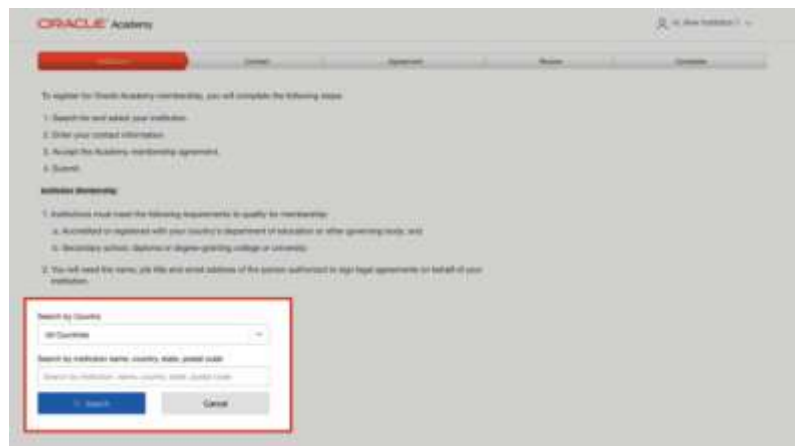 ORACLE Academy
Contact
Agreement
Review
Complete
To register for Oracle Academy membership, you will complete the following steps:
1. Search for and select your institution.
2. Enter your contact information.
3. Accept the Academy membership agreement.
4. Submit.
Institution Membership
1. Institutions must meet the following requirements to qualify for membership:
a. Accredited or registered with your country's department of education or other governing body, and
b. Secondary school, diploma or degree-granting college or university.
2. You will need the name, job title and email address of the person authorized to sign legal agreements on behalf of your
institution.
Search by Country
All Countries
Search by institution name, country, state, postal code
Search by institution, name, country, state, postal code
Search
Cancel